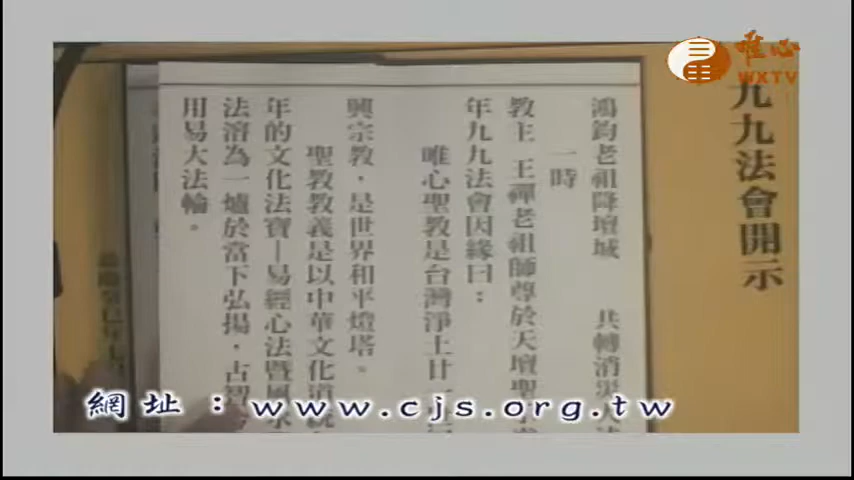 唯心
WXTV
九九法會開示
鴻鈞老祖降壇城 共轉消災大法
一時
教主 王禪老祖師尊於天壇聖
年九九法會因緣曰：
唯心聖教是台灣淨土廿一
興宗教，是世界和平燈塔。
聖教教義是以中華文化道統
年的文化法寶—易經心法暨風水
法溶為一爐於當下弘揚，古智
用易大法輪。
網址：www.cjs.org.tw